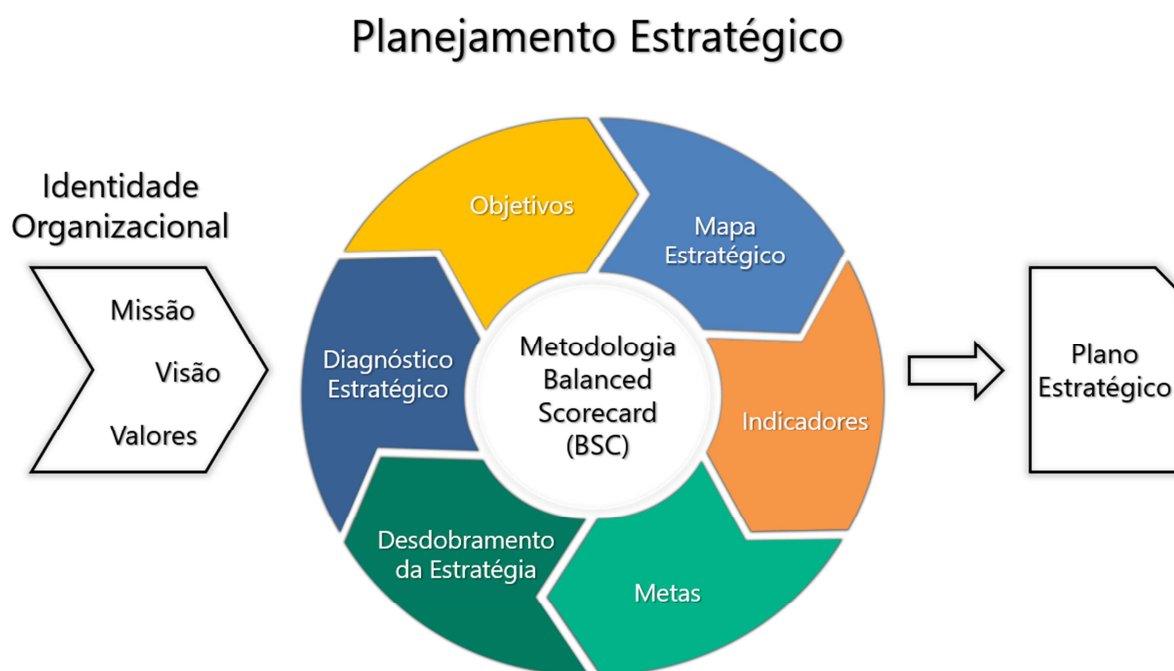 Planejamento Estratégico
Identidade
Organizacional
Missão
Visão
Valores
Objetivos
Mapa
Estratégico
Indicadores
Metas
Desdobramento
da Estratégia
Diagnóstico
Estratégico
Metodologia
Balanced
Scorecard
(BSC)
Plano
Estratégico